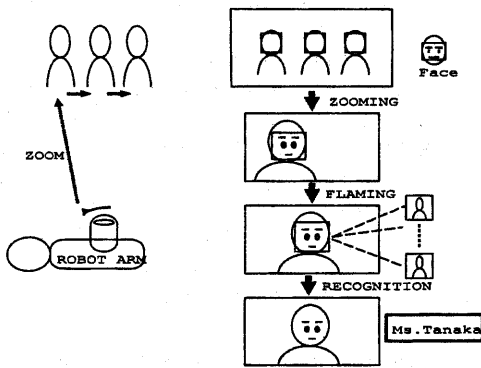 Face
ZOOMING
ZOOM
FLAMING
ROBOT ARM
RECOGNITION
Ms.Tanaka